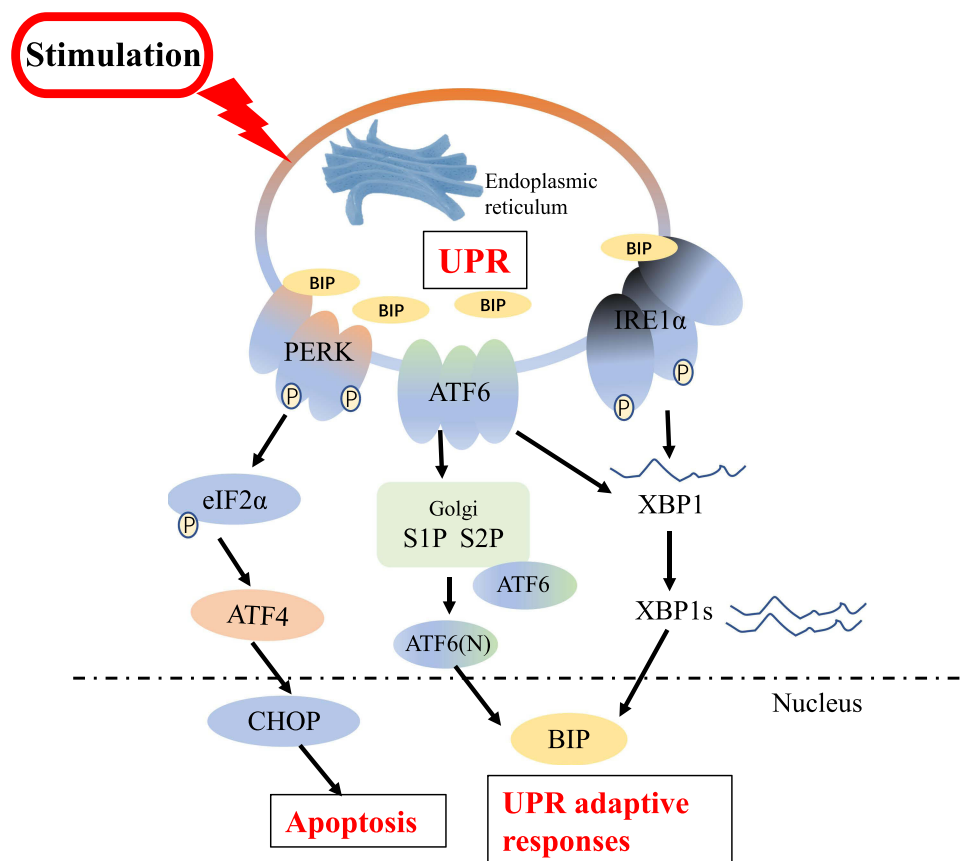 Stimulation
Endoplasmic
reticulum
UPR
BIP
BIP
BIP
BIP
PERK
ATF6
IRE1α
P
P
P
P
eIF2α
P
Golgi
S1P S2P
XBP1
ATF6
ATF4
ATF6(N)
XBP1s
Nucleus
CHOP
BIP
Apoptosis
UPR adaptive
responses